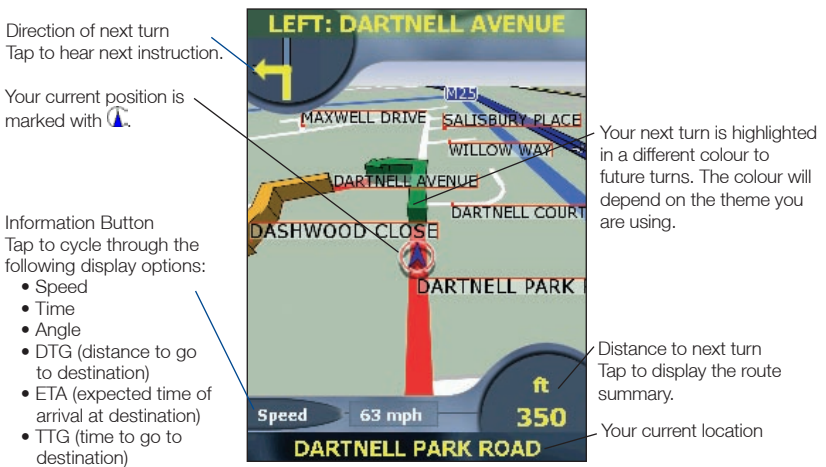 Direction of next turn
Tap to hear next instruction.
Your current position is
marked with
Information Button
Tap to cycle through the
following display options:
• Speed
• Time
• Angle
• DTG (distance to go
to destination)
• ETA (expected time of
arrival at destination)
• TTG (time to go to
destination)
LEFT: DARTNELL AVENUE
M25
MAXWELL DRIVE
SALISBURY PLACE
WILLOW WAY
DARTNELL AVENUE
DARTNELL COURT
DASHWOOD CLOSE
DARTNELL PARK
ft
350
Speed
63 mph
DARTNELL PARK ROAD
Your next turn is highlighted
in a different colour to
future turns. The colour will
depend on the theme you
are using.
Distance to next turn
Tap to display the route
summary.
Your current location